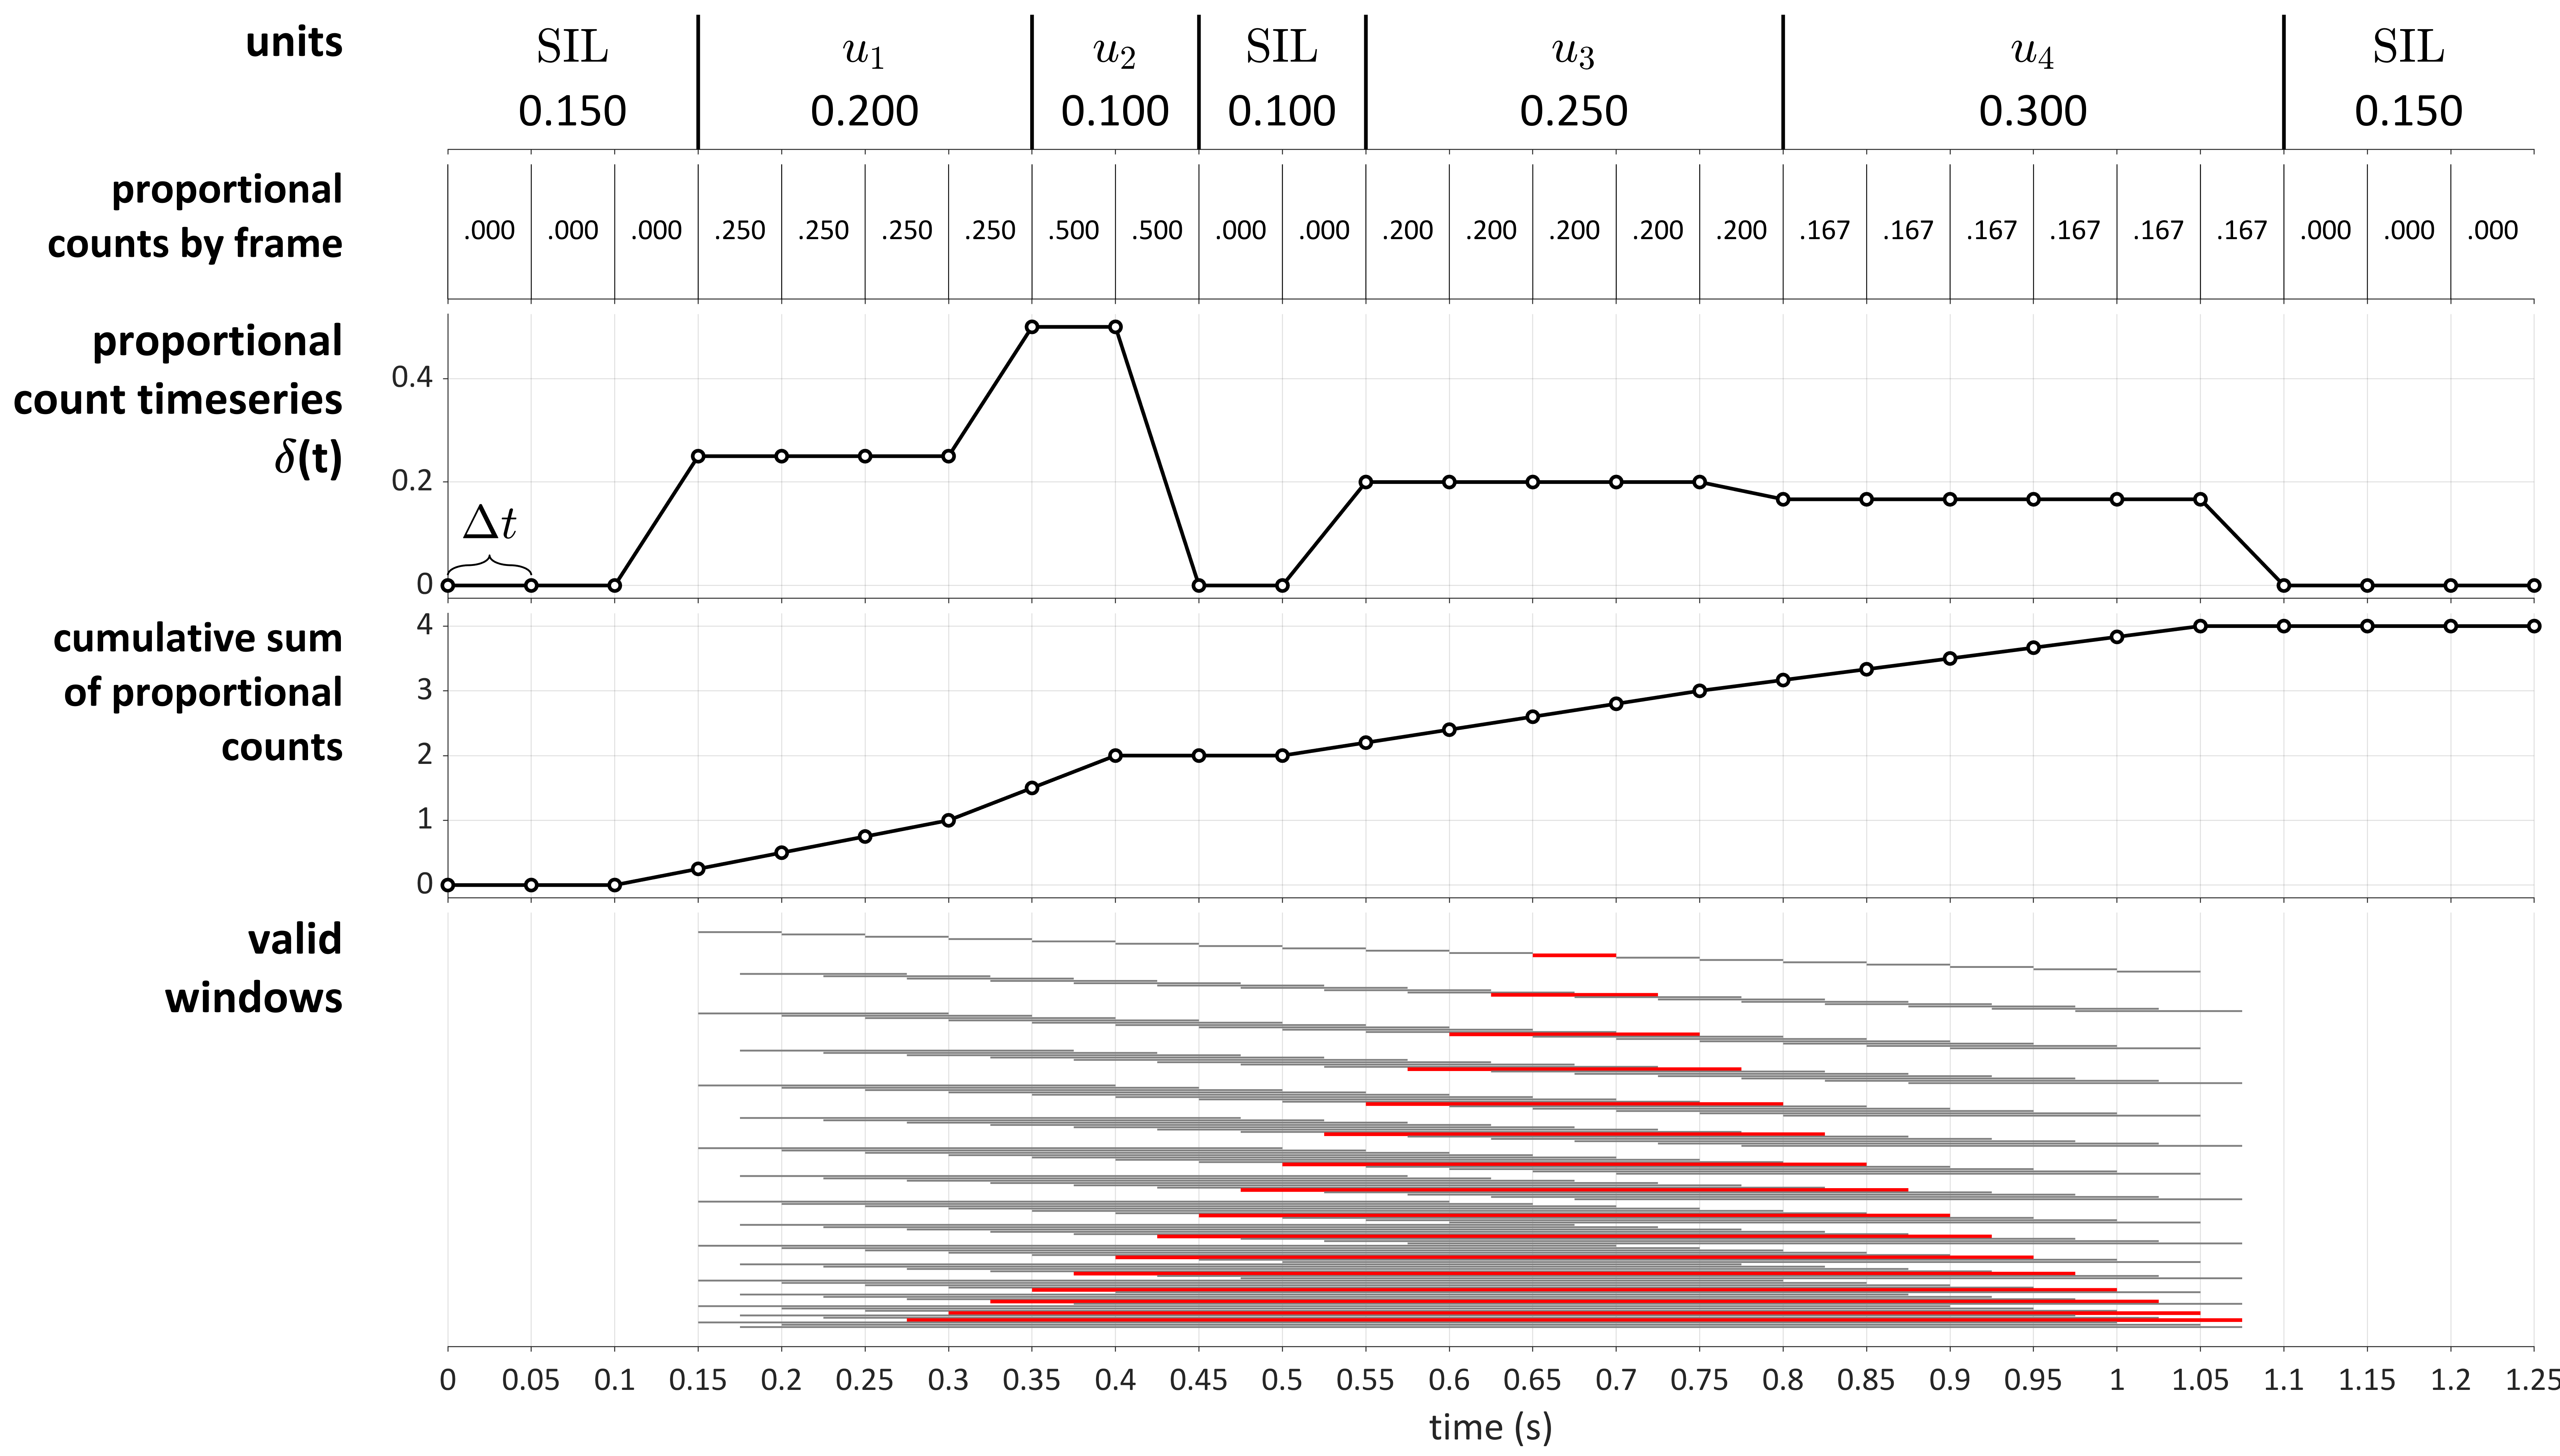 units
SIL u₁ u₂ SIL u₃ u₄ SIL
0.150 0.200 0.100 0.100 0.250 0.300 0.150
proportional
counts by frame
.000 .000 .000 .250 .250 .250 .250 .500 .500 .000 .000 .200 .200 .200 .200 .200 .167 .167 .167 .167 .167 .167 .000 .000 .000
proportional
count timeseries
δ(t)
0.4
0.2
0
Δt
cumulative sum
of proportional
counts
4
3
2
1
0
valid
windows
0 0.05 0.1 0.15 0.2 0.25 0.3 0.35 0.4 0.45 0.5 0.55 0.6 0.65 0.7 0.75 0.8 0.85 0.9 0.95 1 1.05 1.1 1.15 1.2 1.25
time (s)